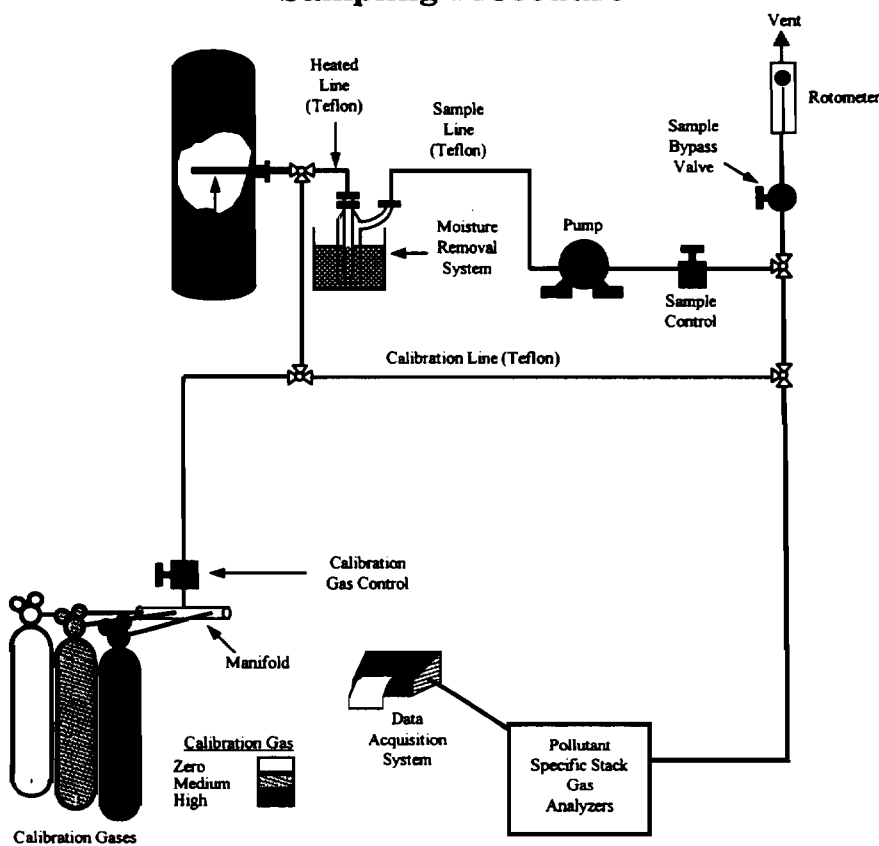 Vent
Heated
Line
(Teflon)
Rotometer
Sample
Line
(Teflon)
Sample
Bypass
Valve
Moisture
Removal
System
Pump
Sample
Control
Calibration Line (Teflon)
Calibration
Gas Control
Manifold
Data
Acquisition
System
Pollutant
Specific Stack
Gas
Analyzers
Calibration Gas
Zero
Medium
High
Calibration Gases